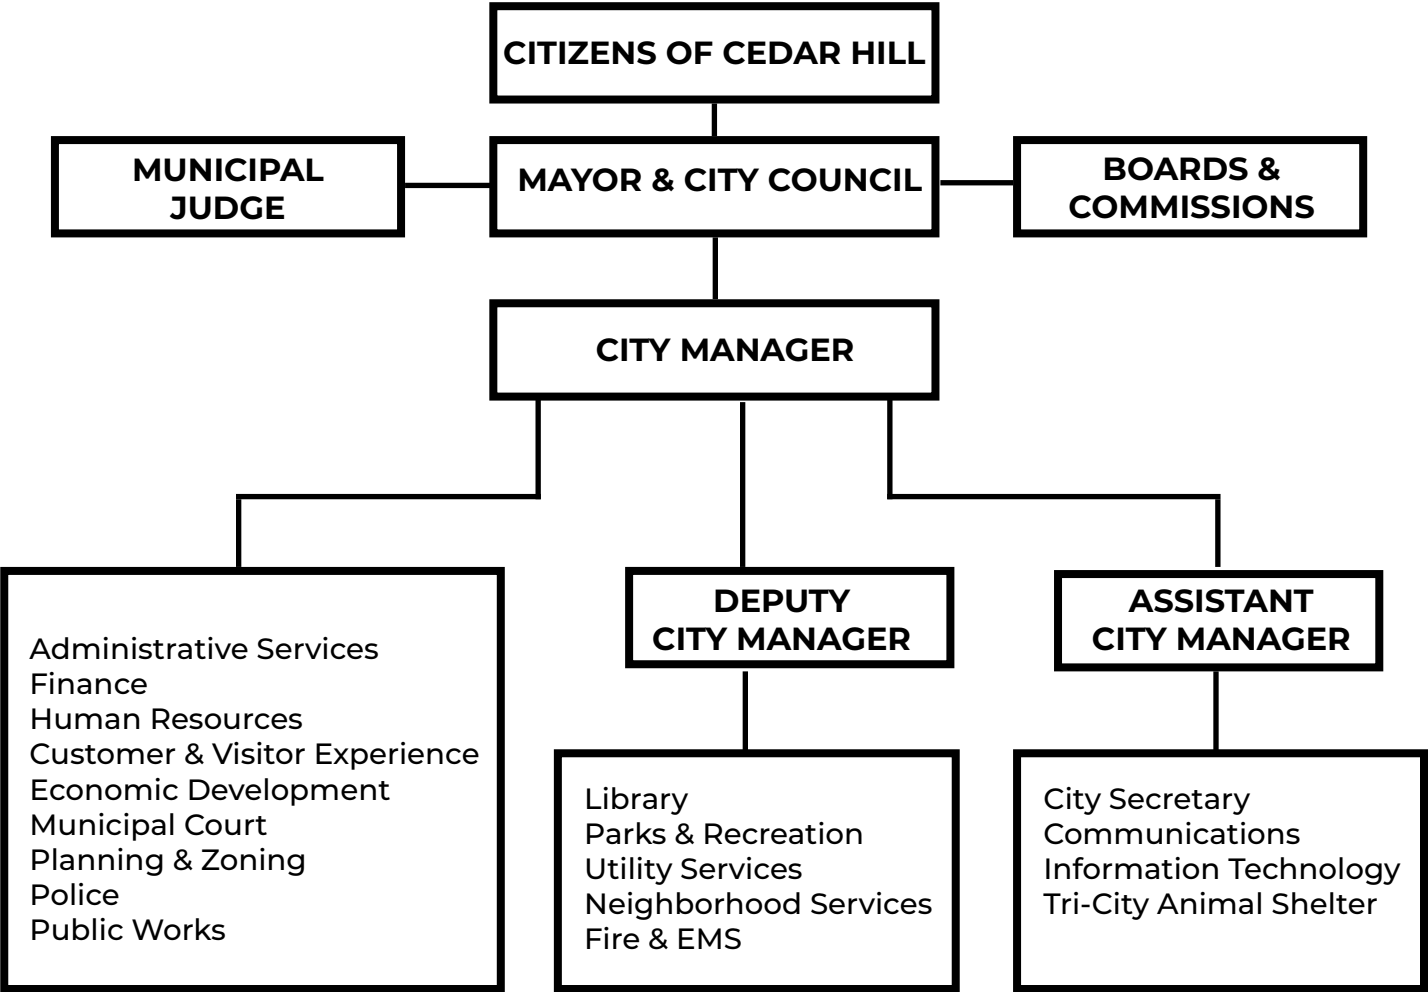 CITIZENS OF CEDAR HILL
MUNICIPAL
JUDGE
MAYOR & CITY COUNCIL
BOARDS &
COMMISSIONS
CITY MANAGER
Administrative Services
Finance
Human Resources
Customer & Visitor Experience
Economic Development
Municipal Court
Planning & Zoning
Police
Public Works
DEPUTY
CITY MANAGER
Library
Parks & Recreation
Utility Services
Neighborhood Services
Fire & EMS
ASSISTANT
CITY MANAGER
City Secretary
Communications
Information Technology
Tri-City Animal Shelter